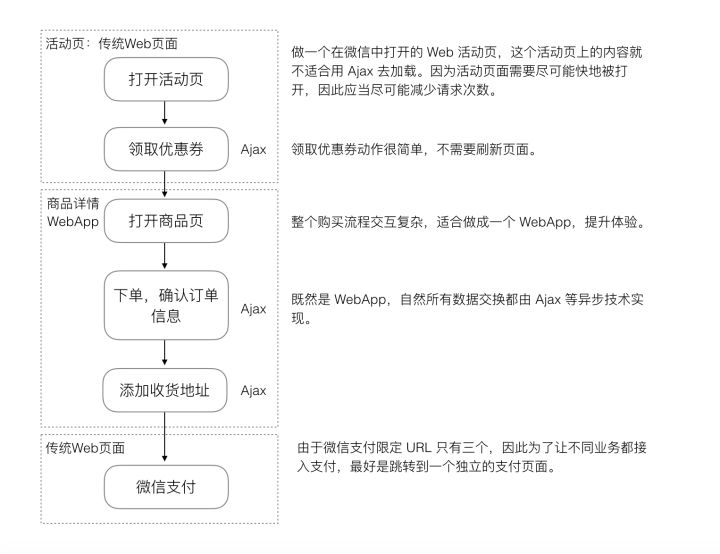 活动页：传统Web页面
打开活动页
做一个在微信中打开的 Web 活动页，这个活动页上的内容就
不适合用 Ajax 去加载。因为活动页面需要尽可能快地被打
开，因此应当尽可能减少请求次数。
领取优惠券
Ajax
领取优惠券动作很简单，不需要刷新页面。
商品详情
WebApp
打开商品页
整个购买流程交互复杂，适合做成一个 WebApp，提升体验。
下单，确认订单
信息
Ajax
既然是 WebApp，自然所有数据交换都由 Ajax 等异步技术实
现。
添加收货地址
Ajax
传统Web页面
微信支付
由于微信支付限定 URL 只有三个，因此为了让不同业务都接
入支付，最好是跳转到一个独立的支付页面。